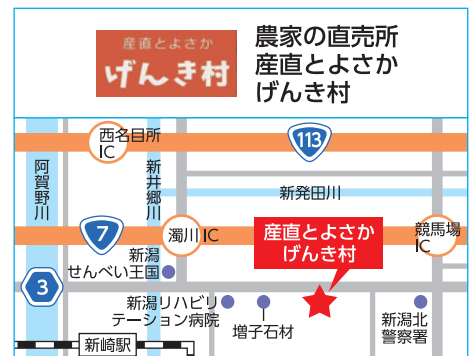 産直とよさか
げんき村
農家の直売所
産直とよさか
げんき村
西名目所
IC
113
阿賀野川
新井郷川
新発田川
7
濁川IC
産直とよさか
げんき村
競馬場
IC
新潟
せんべい王国
3
新潟リハビリ
テーション病院
増子石材
新潟北
警察署
新崎駅